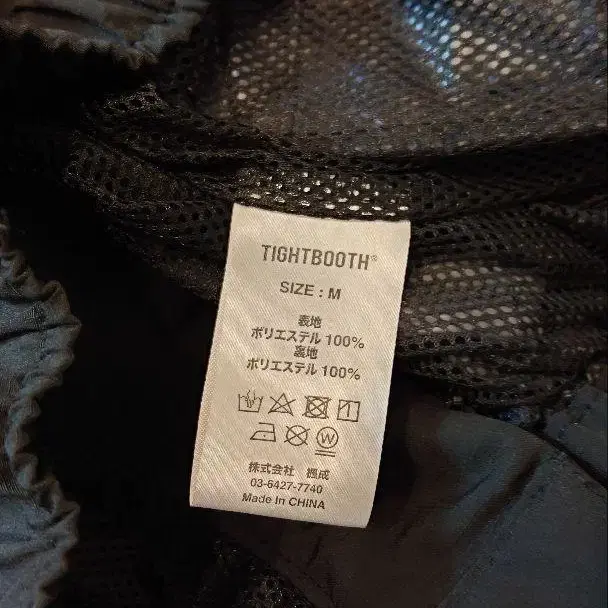 TIGHTBOOTH®
SIZE : M
表地
ポリエステル 100%
裏地
ポリエステル 100%
W
株式会社 楓成
03-6427-7740
Made In CHINA